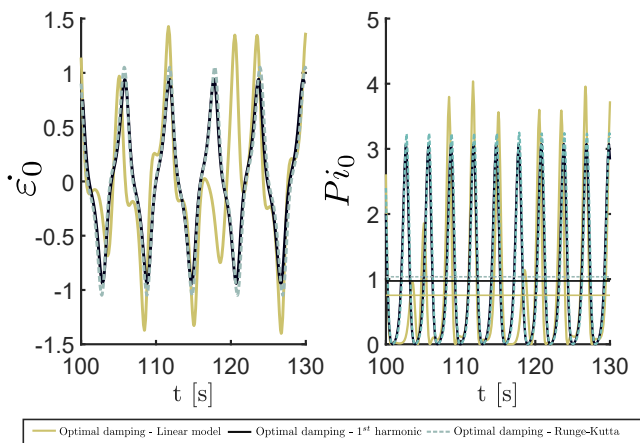 1.5
1
0.5
0
-0.5
-1
-1.5
100 110 120 130
t [s]
ε̇₀
5
4
3
2
1
0
100 110 120 130
t [s]
Pi₀
Optimal damping - Linear model Optimal damping - 1ˢᵗ harmonic Optimal damping - Runge-Kutta